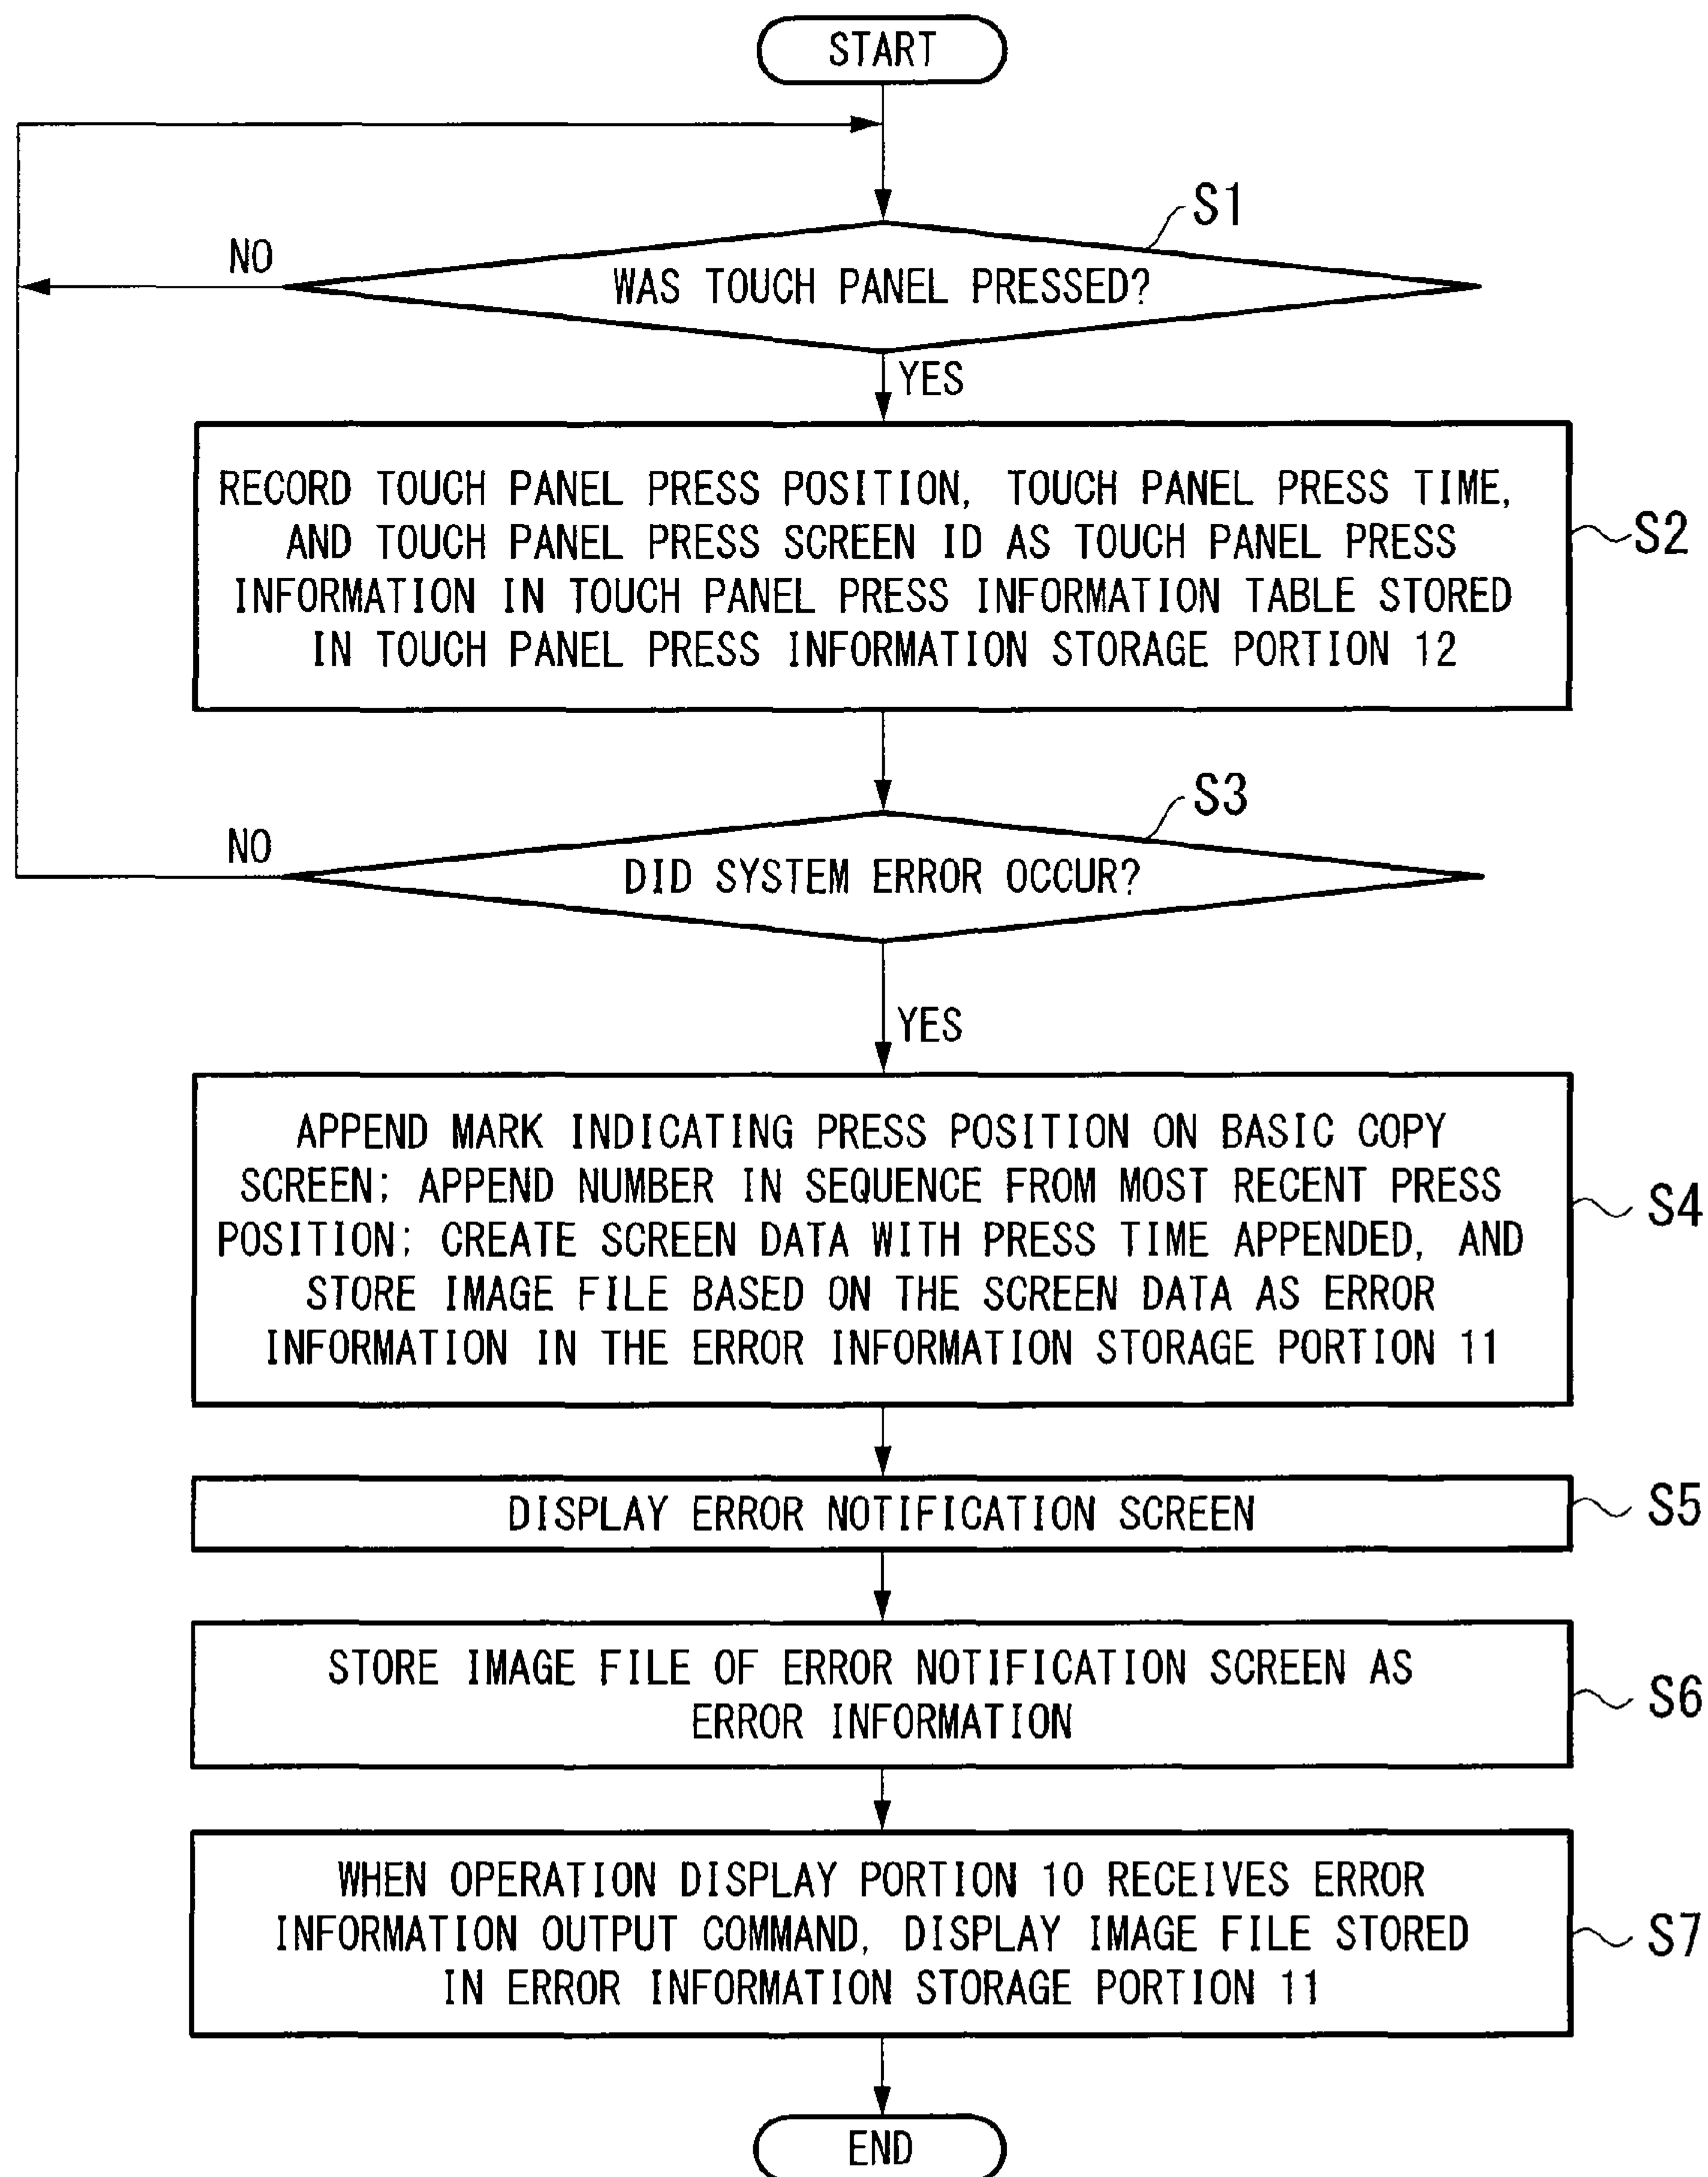 START
S1
NO
WAS TOUCH PANEL PRESSED?
YES
RECORD TOUCH PANEL PRESS POSITION, TOUCH PANEL PRESS TIME,
AND TOUCH PANEL PRESS SCREEN ID AS TOUCH PANEL PRESS
INFORMATION IN TOUCH PANEL PRESS INFORMATION TABLE STORED
IN TOUCH PANEL PRESS INFORMATION STORAGE PORTION 12
S2
S3
NO
DID SYSTEM ERROR OCCUR?
YES
APPEND MARK INDICATING PRESS POSITION ON BASIC COPY
SCREEN; APPEND NUMBER IN SEQUENCE FROM MOST RECENT PRESS
POSITION; CREATE SCREEN DATA WITH PRESS TIME APPENDED, AND
STORE IMAGE FILE BASED ON THE SCREEN DATA AS ERROR
INFORMATION IN THE ERROR INFORMATION STORAGE PORTION 11
S4
DISPLAY ERROR NOTIFICATION SCREEN
S5
STORE IMAGE FILE OF ERROR NOTIFICATION SCREEN AS
ERROR INFORMATION
S6
WHEN OPERATION DISPLAY PORTION 10 RECEIVES ERROR
INFORMATION OUTPUT COMMAND, DISPLAY IMAGE FILE STORED
IN ERROR INFORMATION STORAGE PORTION 11
S7
END